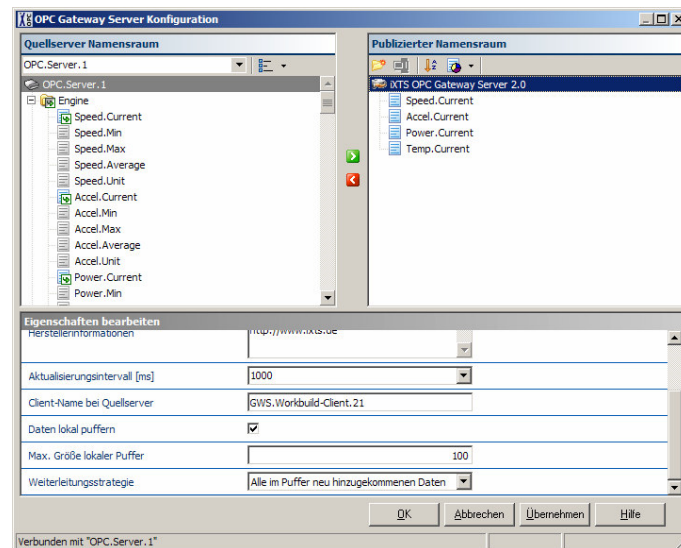 OPC Gateway Server Konfiguration
Quellserver Namensraum
OPC.Server.1
OPC.Server.1
Engine
Speed.Current
Speed.Min
Speed.Max
Speed.Average
Speed.Unit
Accel.Current
Accel.Min
Accel.Max
Accel.Average
Accel.Unit
Power.Current
Power.Min
Publizierter Namensraum
iXTS OPC Gateway Server 2.0
Speed.Current
Accel.Current
Power.Current
Temp.Current
Eigenschaften bearbeiten
Herstellerinformationen
http://www.ixts.de
Aktualisierungsintervall [ms]
1000
Client-Name bei Quellserver
GWS.Workbuild-Client.21
Daten lokal puffern
Max. Größe lokaler Puffer
100
Weiterleitungsstrategie
Alle im Puffer neu hinzugekommenen Daten
OK
Abbrechen
Übernehmen
Hilfe
Verbunden mit "OPC.Server.1"